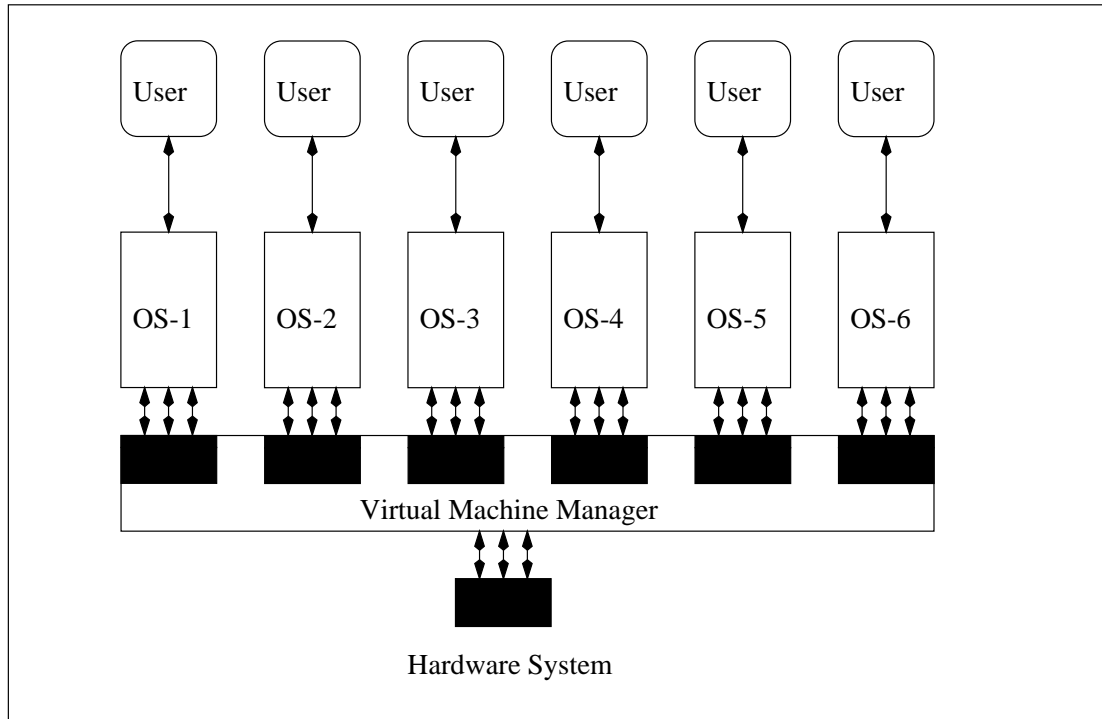 User User User User User User
OS-1 OS-2 OS-3 OS-4 OS-5 OS-6
Virtual Machine Manager
Hardware System